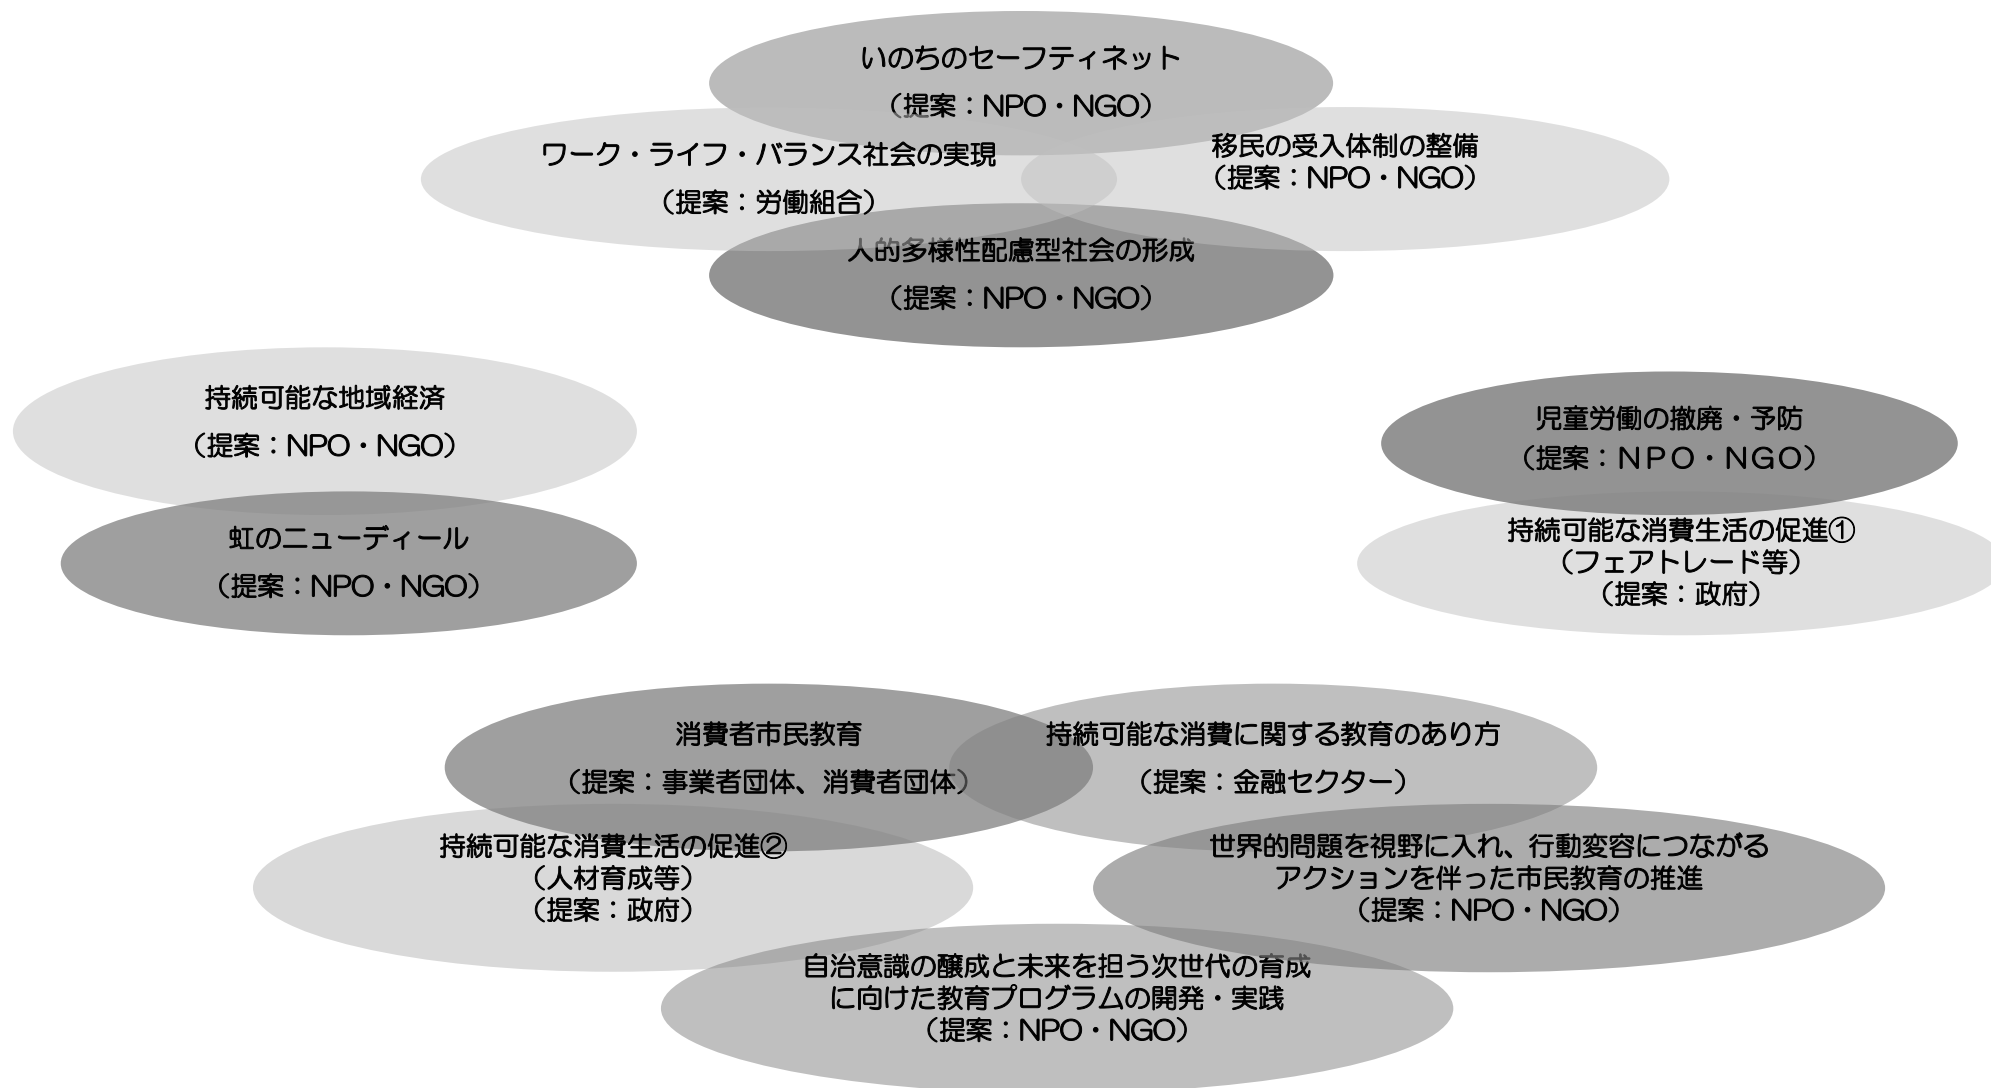 いのちのセーフティネット
（提案：NPO・NGO）
ワーク・ライフ・バランス社会の実現
（提案：労働組合）
移民の受入体制の整備
（提案：NPO・NGO）
人的多様性配慮型社会の形成
（提案：NPO・NGO）
持続可能な地域経済
（提案：NPO・NGO）
虹のニューディール
（提案：NPO・NGO）
児童労働の撤廃・予防
（提案：ＮＰＯ・ＮＧＯ）
持続可能な消費生活の促進①
（フェアトレード等）
（提案：政府）
消費者市民教育
（提案：事業者団体、消費者団体）
持続可能な消費に関する教育のあり方
（提案：金融セクター）
持続可能な消費生活の促進②
（人材育成等）
（提案：政府）
世界的問題を視野に入れ、行動変容につながる
アクションを伴った市民教育の推進
（提案：NPO・NGO）
自治意識の醸成と未来を担う次世代の育成
に向けた教育プログラムの開発・実践
（提案：NPO・NGO）